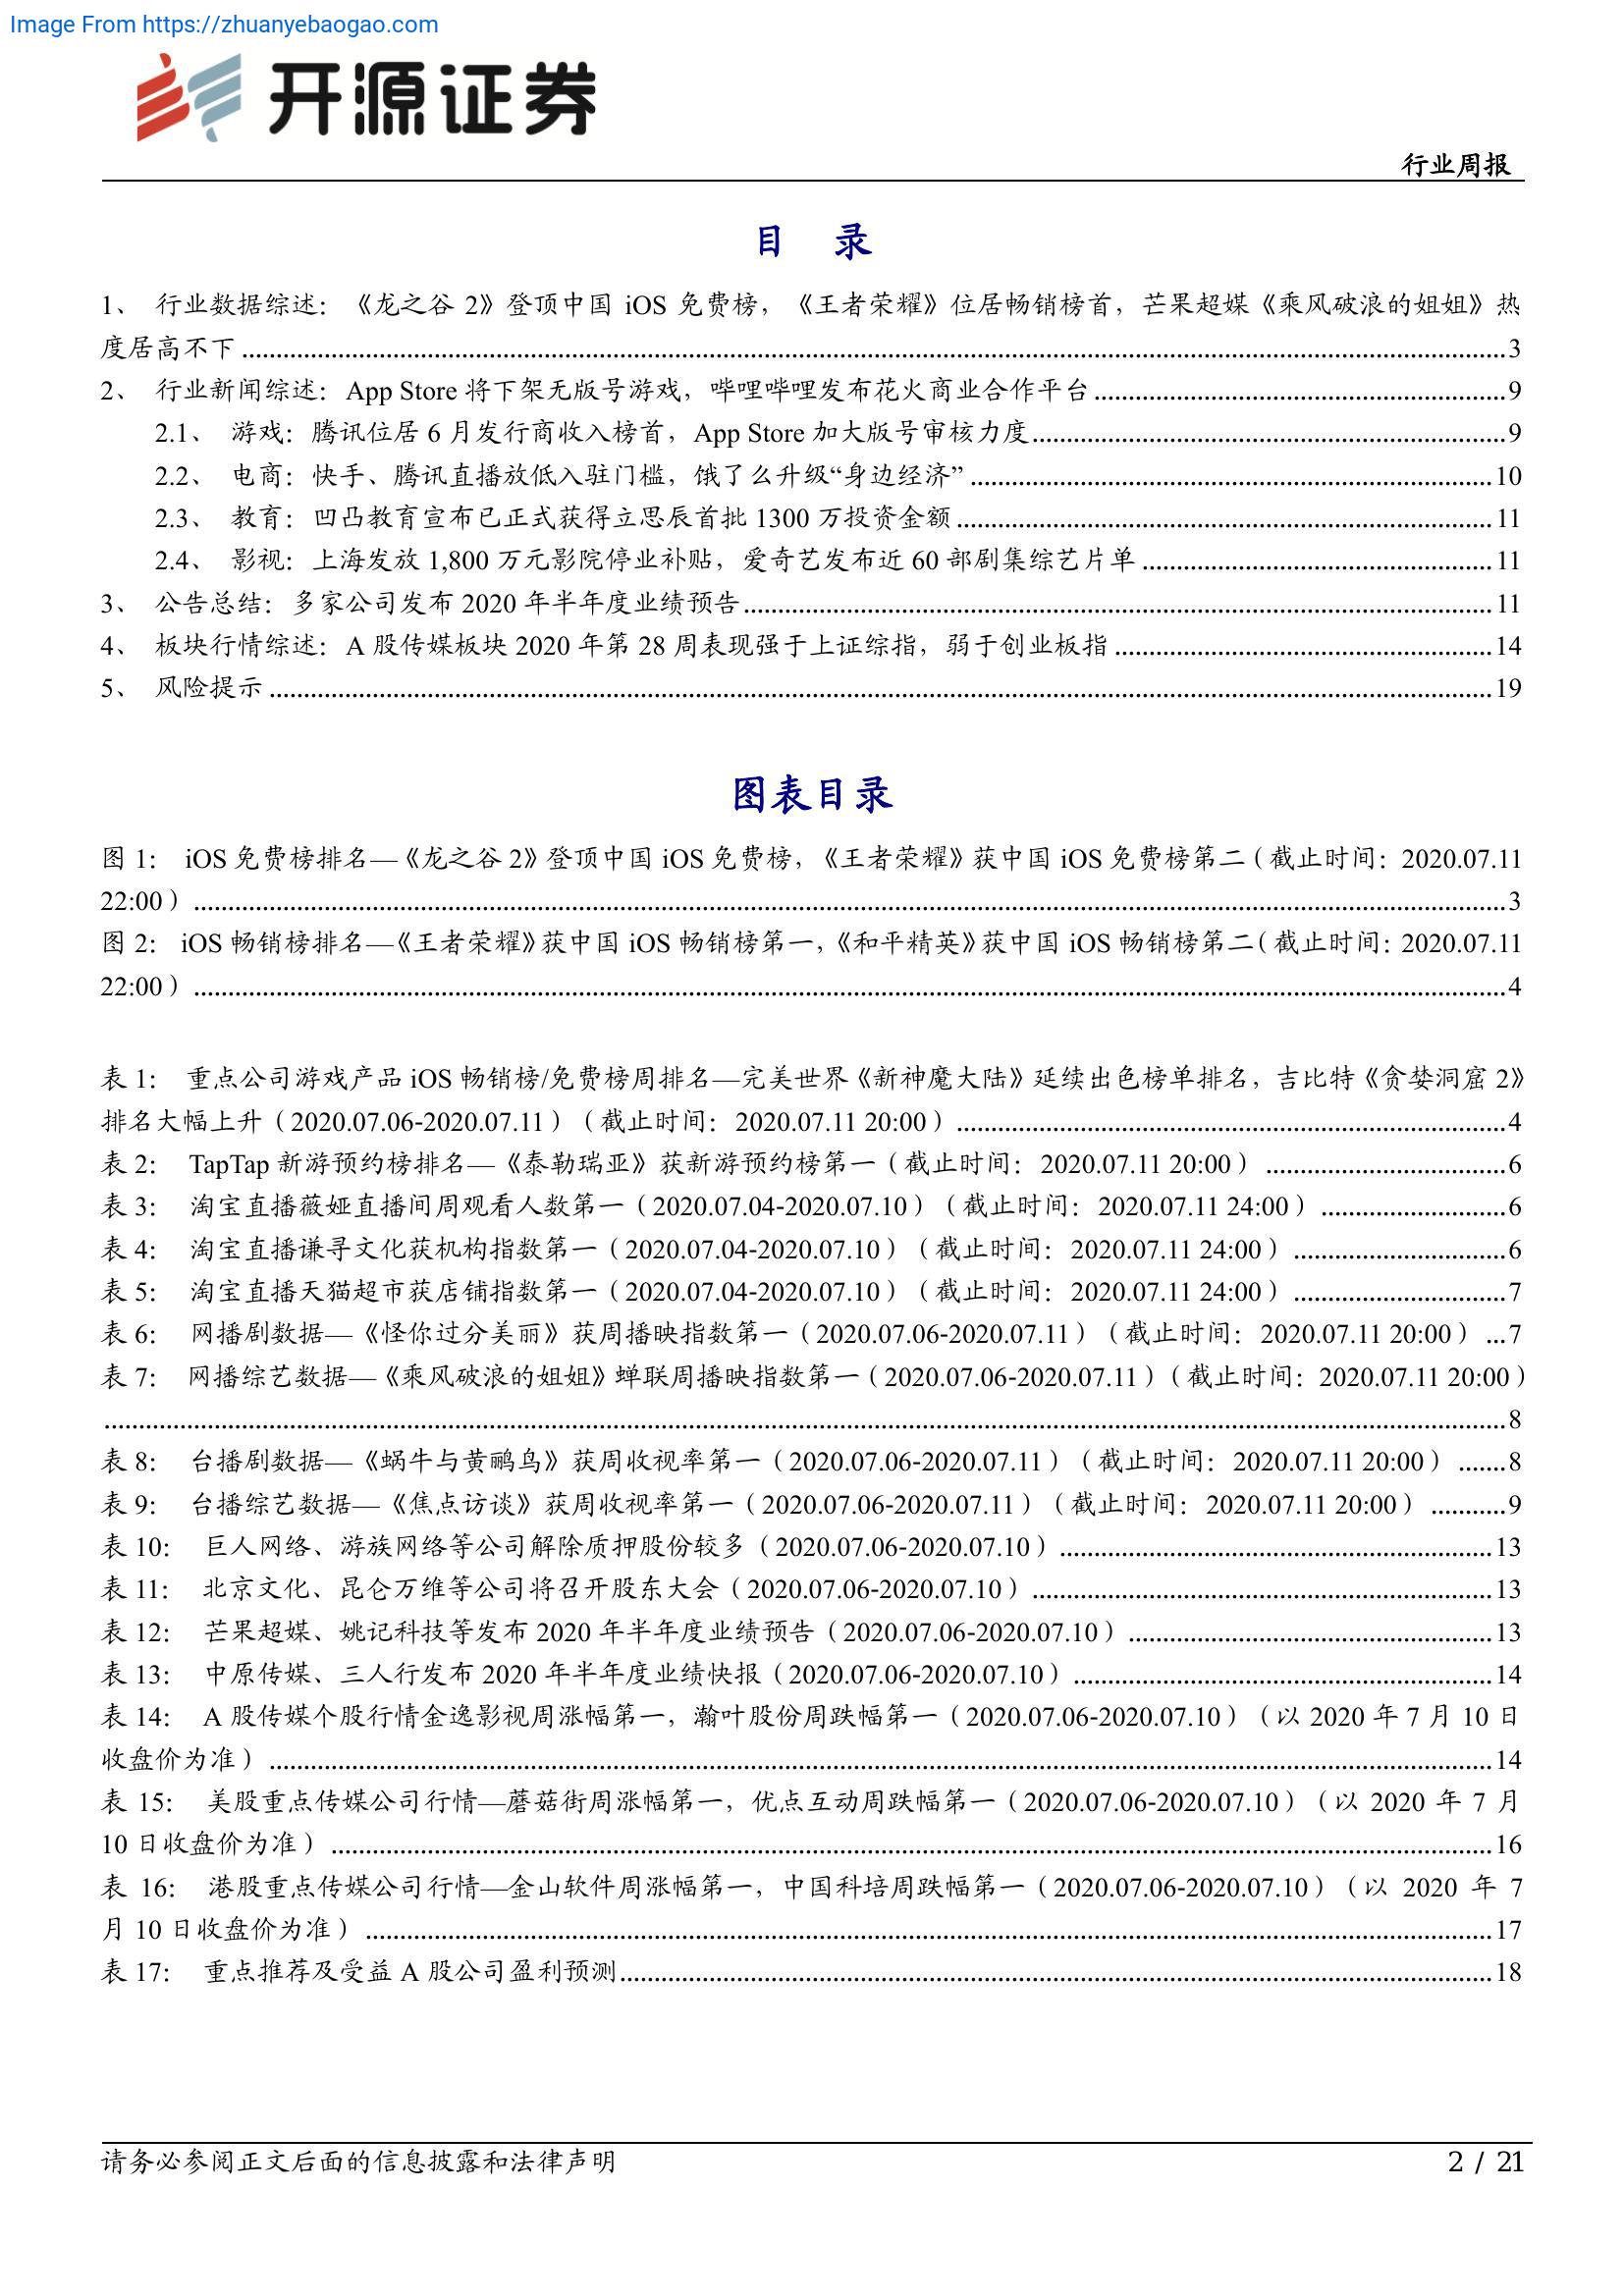 Image From https://zhuanyebaogao.com
开源证券
行业周报
目 录
1、 行业数据综述：《龙之谷 2》登顶中国 iOS 免费榜，《王者荣耀》位居畅销榜首，芒果超媒《乘风破浪的姐姐》热
度居高不下 ........ 3
2、 行业新闻综述：App Store 将下架无版号游戏，哔哩哔哩发布花火商业合作平台 ........ 9
2.1、 游戏：腾讯位居 6 月发行商收入榜首，App Store 加大版号审核力度 ........ 9
2.2、 电商：快手、腾讯直播放低入驻门槛，饿了么升级“身边经济” ........ 10
2.3、 教育：凹凸教育宣布已正式获得立思辰首批 1300 万投资金额 ........ 11
2.4、 影视：上海发放 1,800 万元影院停业补贴，爱奇艺发布近 60 部剧集综艺片单 ........ 11
3、 公告总结：多家公司发布 2020 年半年度业绩预告 ........ 11
4、 板块行情综述：A 股传媒板块 2020 年第 28 周表现强于上证综指，弱于创业板指 ........ 14
5、 风险提示 ........ 19
图表目录
图 1： iOS 免费榜排名—《龙之谷 2》登顶中国 iOS 免费榜，《王者荣耀》获中国 iOS 免费榜第二（截止时间：2020.07.11
22:00） ........ 3
图 2： iOS 畅销榜排名—《王者荣耀》获中国 iOS 畅销榜第一，《和平精英》获中国 iOS 畅销榜第二（截止时间：2020.07.11
22:00） ........ 4
表 1： 重点公司游戏产品 iOS 畅销榜/免费榜周排名—完美世界《新神魔大陆》延续出色榜单排名，吉比特《贪婪洞窟 2》
排名大幅上升（2020.07.06-2020.07.11）（截止时间：2020.07.11 20:00） ........ 4
表 2： TapTap 新游预约榜排名—《泰勒瑞亚》获新游预约榜第一（截止时间：2020.07.11 20:00） ........ 6
表 3： 淘宝直播薇娅直播间周观看人数第一（2020.07.04-2020.07.10）（截止时间：2020.07.11 24:00） ........ 6
表 4： 淘宝直播谦寻文化获机构指数第一（2020.07.04-2020.07.10）（截止时间：2020.07.11 24:00） ........ 6
表 5： 淘宝直播天猫超市获店铺指数第一（2020.07.04-2020.07.10）（截止时间：2020.07.11 24:00） ........ 7
表 6： 网播剧数据—《怪你过分美丽》获周播映指数第一（2020.07.06-2020.07.11）（截止时间：2020.07.11 20:00） ... 7
表 7： 网播综艺数据—《乘风破浪的姐姐》蝉联周播映指数第一（2020.07.06-2020.07.11）（截止时间：2020.07.11 20:00）
........ 8
表 8： 台播剧数据—《蜗牛与黄鹂鸟》获周收视率第一（2020.07.06-2020.07.11）（截止时间：2020.07.11 20:00） ....... 8
表 9： 台播综艺数据—《焦点访谈》获周收视率第一（2020.07.06-2020.07.11）（截止时间：2020.07.11 20:00） ........ 9
表 10： 巨人网络、游族网络等公司解除质押股份较多（2020.07.06-2020.07.10） ........ 13
表 11： 北京文化、昆仑万维等公司将召开股东大会（2020.07.06-2020.07.10） ........ 13
表 12： 芒果超媒、姚记科技等发布 2020 年半年度业绩预告（2020.07.06-2020.07.10） ........ 13
表 13： 中原传媒、三人行发布 2020 年半年度业绩快报（2020.07.06-2020.07.10） ........ 14
表 14： A 股传媒个股行情金逸影视周涨幅第一，瀚叶股份周跌幅第一（2020.07.06-2020.07.10）（以 2020 年 7 月 10 日
收盘价为准） ........ 14
表 15： 美股重点传媒公司行情—蘑菇街周涨幅第一，优点互动周跌幅第一（2020.07.06-2020.07.10）（以 2020 年 7 月
10 日收盘价为准） ........ 16
表 16： 港股重点传媒公司行情—金山软件周涨幅第一，中国科培周跌幅第一（2020.07.06-2020.07.10）（以 2020 年 7
月 10 日收盘价为准） ........ 17
表 17： 重点推荐及受益 A 股公司盈利预测 ........ 18
请务必参阅正文后面的信息披露和法律声明
2 / 21